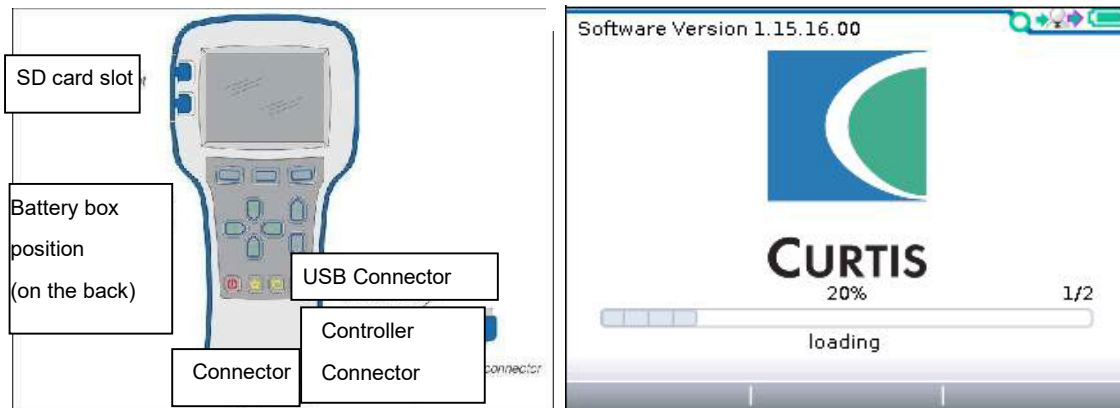 SD card slot
Battery box
position
(on the back)
USB Connector
Controller
Connector
Connector
connector
Software Version 1.15.16.00
CURTIS
20%
1/2
loading